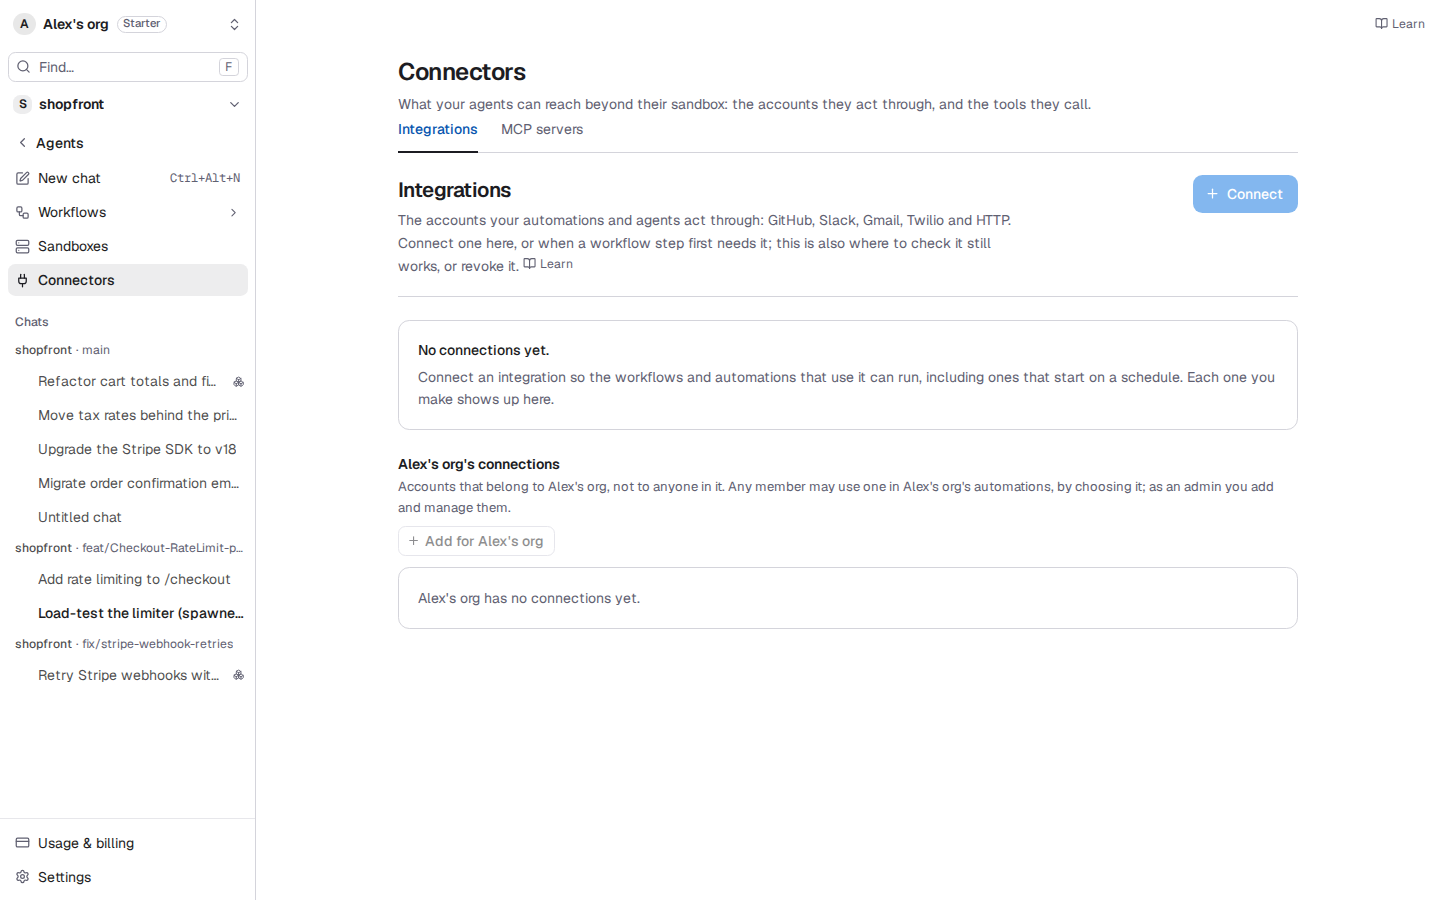 A Alex's org Starter
Find... F
S shopfront
Agents
New chat Ctrl+Alt+N
Workflows
Sandboxes
Connectors
Chats
shopfront · main
Refactor cart totals and fi...
Move tax rates behind the pri...
Upgrade the Stripe SDK to v18
Migrate order confirmation em...
Untitled chat
shopfront · feat/Checkout-RateLimit-p...
Add rate limiting to /checkout
Load-test the limiter (spawne...
shopfront · fix/stripe-webhook-retries
Retry Stripe webhooks wit...
Usage & billing
Settings
Learn
Connectors
What your agents can reach beyond their sandbox: the accounts they act through, and the tools they call.
Integrations MCP servers
Integrations
+ Connect
The accounts your automations and agents act through: GitHub, Slack, Gmail, Twilio and HTTP.
Connect one here, or when a workflow step first needs it; this is also where to check it still
works, or revoke it. Learn
No connections yet.
Connect an integration so the workflows and automations that use it can run, including ones that start on a schedule. Each one you
make shows up here.
Alex's org's connections
Accounts that belong to Alex's org, not to anyone in it. Any member may use one in Alex's org's automations, by choosing it; as an admin you add
and manage them.
+ Add for Alex's org
Alex's org has no connections yet.